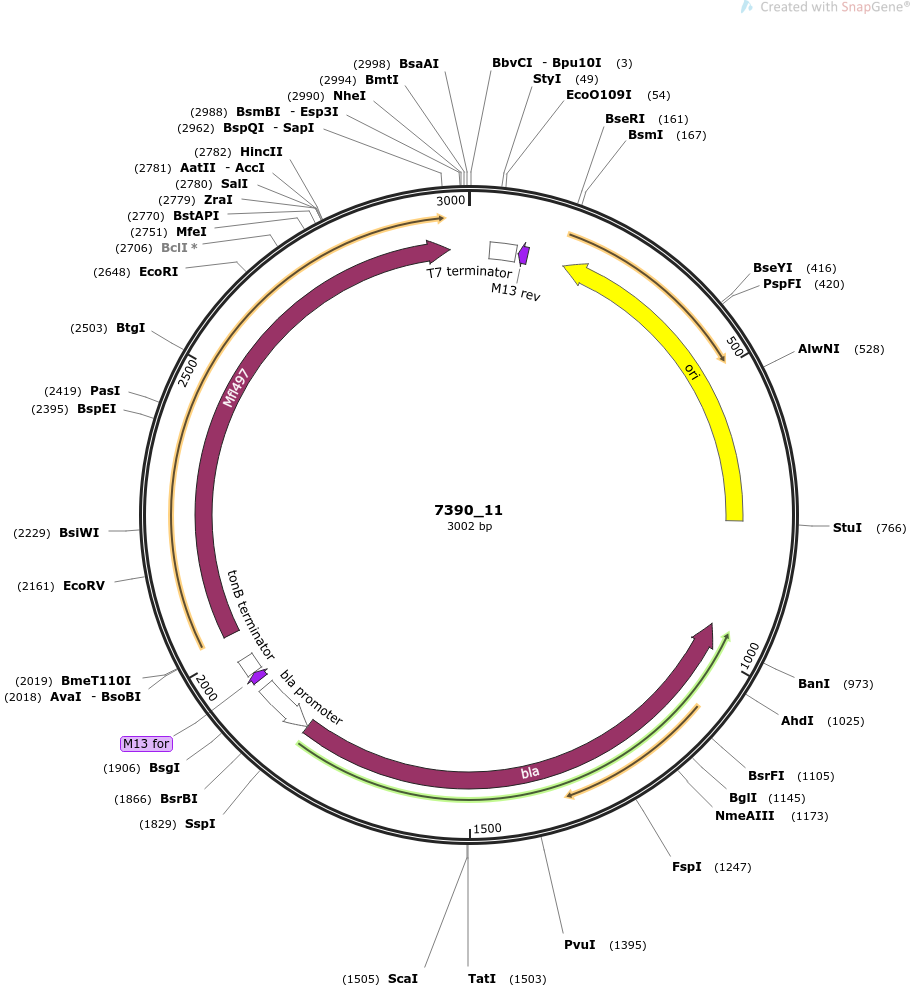 Created with SnapGene®
(2998) BsaAI
(2994) BmtI
(2990) NheI
(2988) BsmBI - Esp3I
(2962) BspQI - SapI
(2782) HincII
(2781) AatII - AccI
(2780) SalI
(2779) ZraI
(2770) BstAPI
(2751) MfeI
(2706) BclI *
(2648) EcoRI
(2503) BtgI
(2419) PasI
(2395) BspEI
(2229) BsiWI
(2161) EcoRV
(2019) BmeT110I
(2018) AvaI - BsoBI
M13 for
(1906) BsgI
(1866) BsrBI
(1829) SspI
(1505) ScaI
BbvCI - Bpu10I (3)
StyI (49)
EcoO109I (54)
BseRI (161)
BsmI (167)
BseYI (416)
PspFI (420)
AlwNI (528)
StuI (766)
BanI (973)
AhdI (1025)
BsrFI (1105)
BglI (1145)
NmeAIII (1173)
FspI (1247)
PvuI (1395)
TatI (1503)
3000
500
1000
1500
2000
2500
T7 terminator
M13 rev
ori
Mfl497
7390_11
3002 bp
tonB terminator
bla promoter
bla